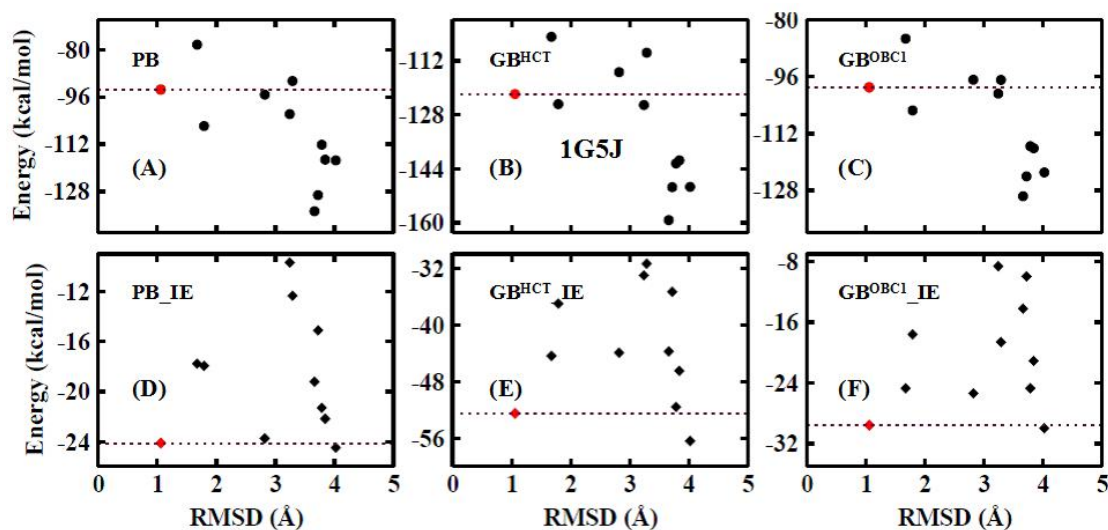 Energy (kcal/mol)
-80
-96
-112
-128
PB
(A)
-112
-128
-144
-160
GBHCT
1G5J
(B)
-80
-96
-112
-128
GBOBC1
(C)
Energy (kcal/mol)
-12
-16
-20
-24
PB_IE
(D)
-32
-40
-48
-56
GBHCT_IE
(E)
-8
-16
-24
-32
GBOBC1_IE
(F)
0 1 2 3 4 5
0 1 2 3 4 5
0 1 2 3 4 5
RMSD (Å)
RMSD (Å)
RMSD (Å)